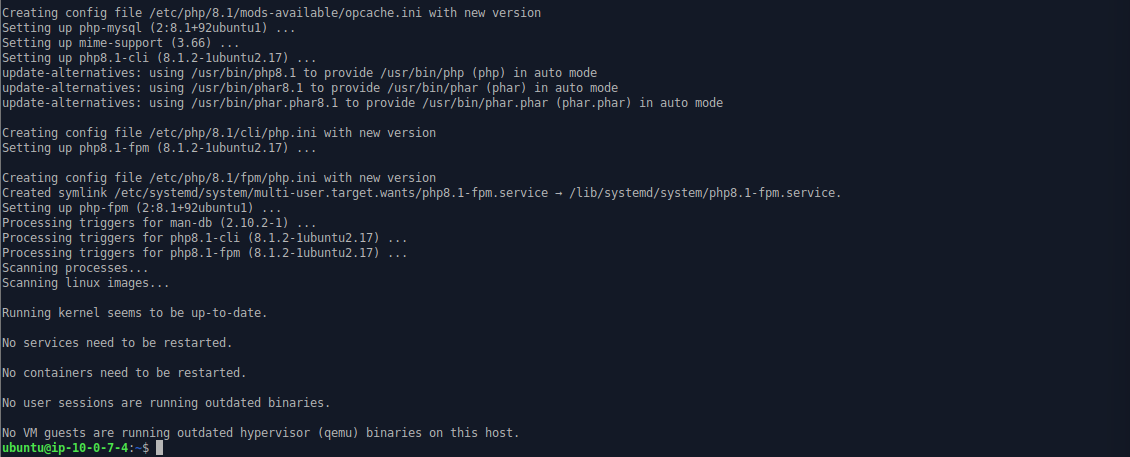 Creating config file /etc/php/8.1/mods-available/opcache.ini with new version
Setting up php-mysql (2:8.1+92ubuntu1) ...
Setting up mime-support (3.66) ...
Setting up php8.1-cli (8.1.2-1ubuntu2.17) ...
update-alternatives: using /usr/bin/php8.1 to provide /usr/bin/php (php) in auto mode
update-alternatives: using /usr/bin/phar8.1 to provide /usr/bin/phar (phar) in auto mode
update-alternatives: using /usr/bin/phar.phar8.1 to provide /usr/bin/phar.phar (phar.phar) in auto mode
Creating config file /etc/php/8.1/cli/php.ini with new version
Setting up php8.1-fpm (8.1.2-1ubuntu2.17) ...
Creating config file /etc/php/8.1/fpm/php.ini with new version
Created symlink /etc/systemd/system/multi-user.target.wants/php8.1-fpm.service → /lib/systemd/system/php8.1-fpm.service.
Setting up php-fpm (2:8.1+92ubuntu1) ...
Processing triggers for man-db (2.10.2-1) ...
Processing triggers for php8.1-cli (8.1.2-1ubuntu2.17) ...
Processing triggers for php8.1-fpm (8.1.2-1ubuntu2.17) ...
Scanning processes...
Scanning linux images...
Running kernel seems to be up-to-date.
No services need to be restarted.
No containers need to be restarted.
No user sessions are running outdated binaries.
No VM guests are running outdated hypervisor (qemu) binaries on this host.
ubuntu@ip-10-0-7-4:~$